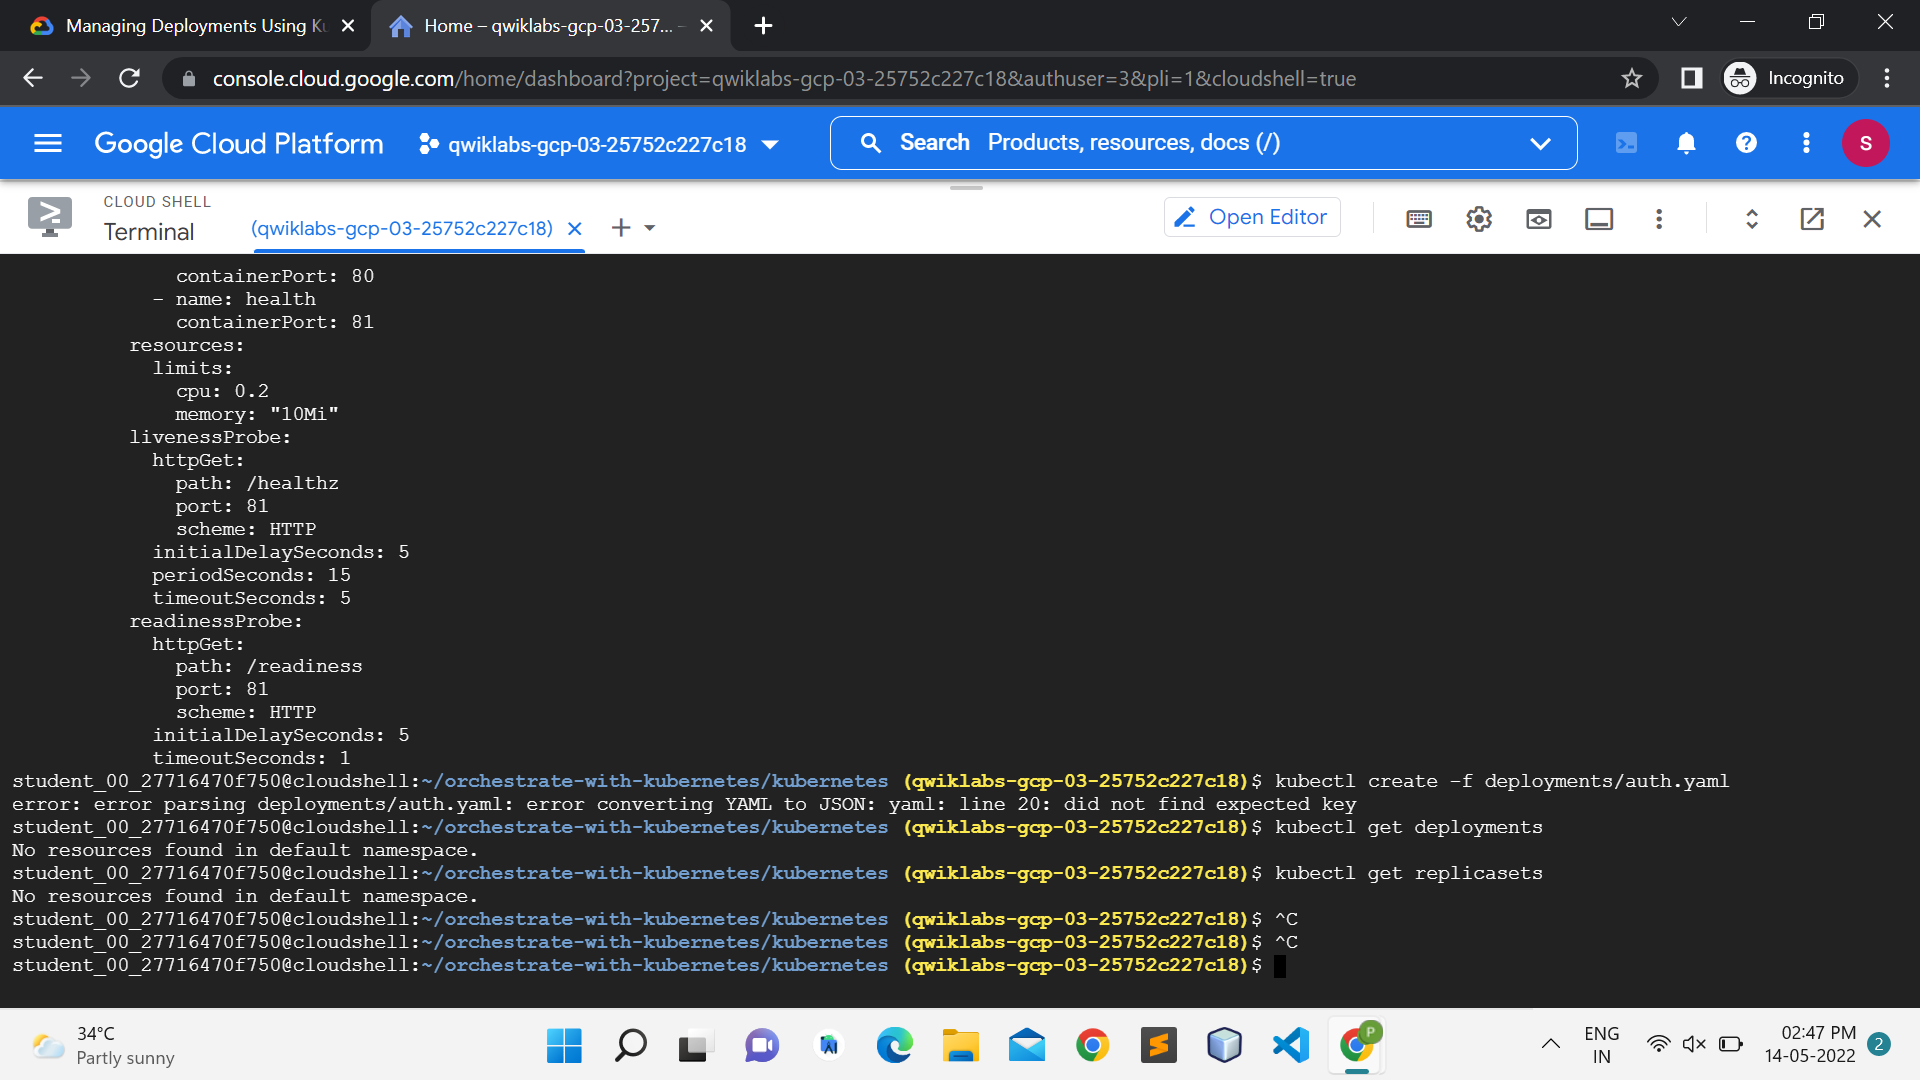 Managing Deployments Using Ku
Home – qwiklabs-gcp-03-257...
console.cloud.google.com/home/dashboard?project=qwiklabs-gcp-03-25752c227c18&authuser=3&pli=1&cloudshell=true
Incognito
Google Cloud Platform
qwiklabs-gcp-03-25752c227c18
Search Products, resources, docs (/)
S
CLOUD SHELL
Terminal
(qwiklabs-gcp-03-25752c227c18)
Open Editor
containerPort: 80
- name: health
containerPort: 81
resources:
limits:
cpu: 0.2
memory: "10Mi"
livenessProbe:
httpGet:
path: /healthz
port: 81
scheme: HTTP
initialDelaySeconds: 5
periodSeconds: 15
timeoutSeconds: 5
readinessProbe:
httpGet:
path: /readiness
port: 81
scheme: HTTP
initialDelaySeconds: 5
timeoutSeconds: 1
student_00_27716470f750@cloudshell:~/orchestrate-with-kubernetes/kubernetes (qwiklabs-gcp-03-25752c227c18)$ kubectl create -f deployments/auth.yaml
error: error parsing deployments/auth.yaml: error converting YAML to JSON: yaml: line 20: did not find expected key
student_00_27716470f750@cloudshell:~/orchestrate-with-kubernetes/kubernetes (qwiklabs-gcp-03-25752c227c18)$ kubectl get deployments
No resources found in default namespace.
student_00_27716470f750@cloudshell:~/orchestrate-with-kubernetes/kubernetes (qwiklabs-gcp-03-25752c227c18)$ kubectl get replicasets
No resources found in default namespace.
student_00_27716470f750@cloudshell:~/orchestrate-with-kubernetes/kubernetes (qwiklabs-gcp-03-25752c227c18)$ ^C
student_00_27716470f750@cloudshell:~/orchestrate-with-kubernetes/kubernetes (qwiklabs-gcp-03-25752c227c18)$ ^C
student_00_27716470f750@cloudshell:~/orchestrate-with-kubernetes/kubernetes (qwiklabs-gcp-03-25752c227c18)$
34°C
Partly sunny
P
ENG
IN
02:47 PM
14-05-2022
2